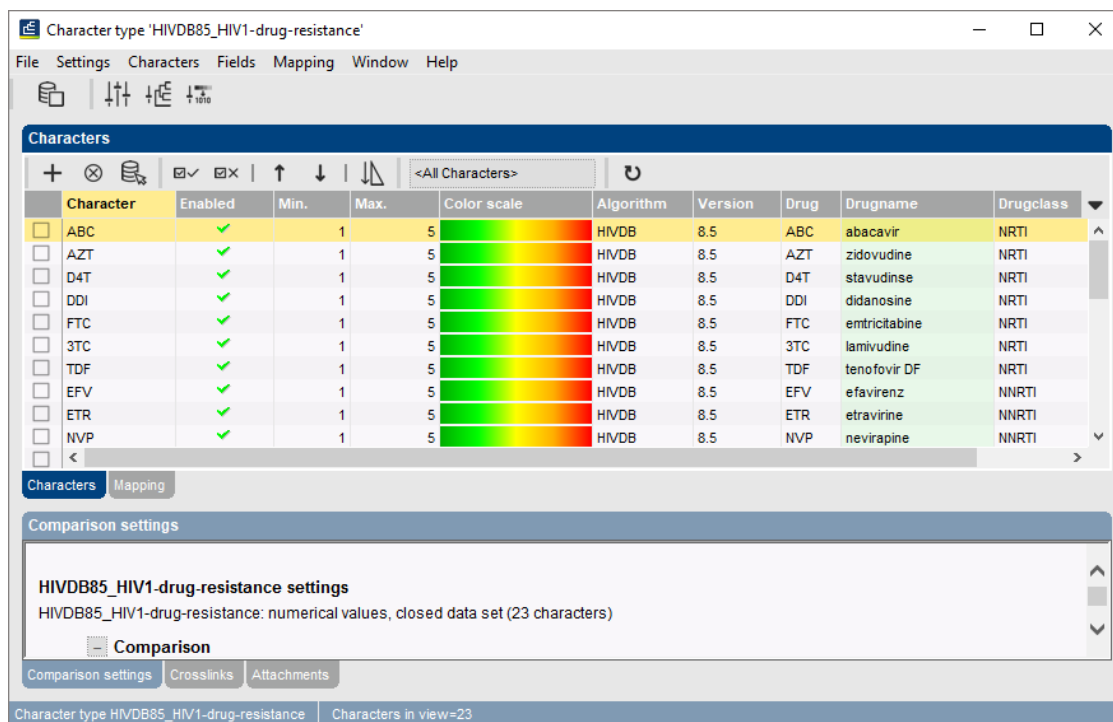 Character type 'HIVDB85_HIV1-drug-resistance'
File Settings Characters Fields Mapping Window Help
1010
Characters
<All Characters>
Character Enabled Min. Max. Color scale Algorithm Version Drug Drugname Drugclass
ABC 1 5 HIVDB 8.5 ABC abacavir NRTI
AZT 1 5 HIVDB 8.5 AZT zidovudine NRTI
D4T 1 5 HIVDB 8.5 D4T stavudinse NRTI
DDI 1 5 HIVDB 8.5 DDI didanosine NRTI
FTC 1 5 HIVDB 8.5 FTC emtricitabine NRTI
3TC 1 5 HIVDB 8.5 3TC lamivudine NRTI
TDF 1 5 HIVDB 8.5 TDF tenofovir DF NRTI
EFV 1 5 HIVDB 8.5 EFV efavirenz NNRTI
ETR 1 5 HIVDB 8.5 ETR etravirine NNRTI
NVP 1 5 HIVDB 8.5 NVP nevirapine NNRTI
Characters Mapping
Comparison settings
HIVDB85_HIV1-drug-resistance settings
HIVDB85_HIV1-drug-resistance: numerical values, closed data set (23 characters)
Comparison
Comparison settings Crosslinks Attachments
Character type HIVDB85_HIV1-drug-resistance Characters in view=23